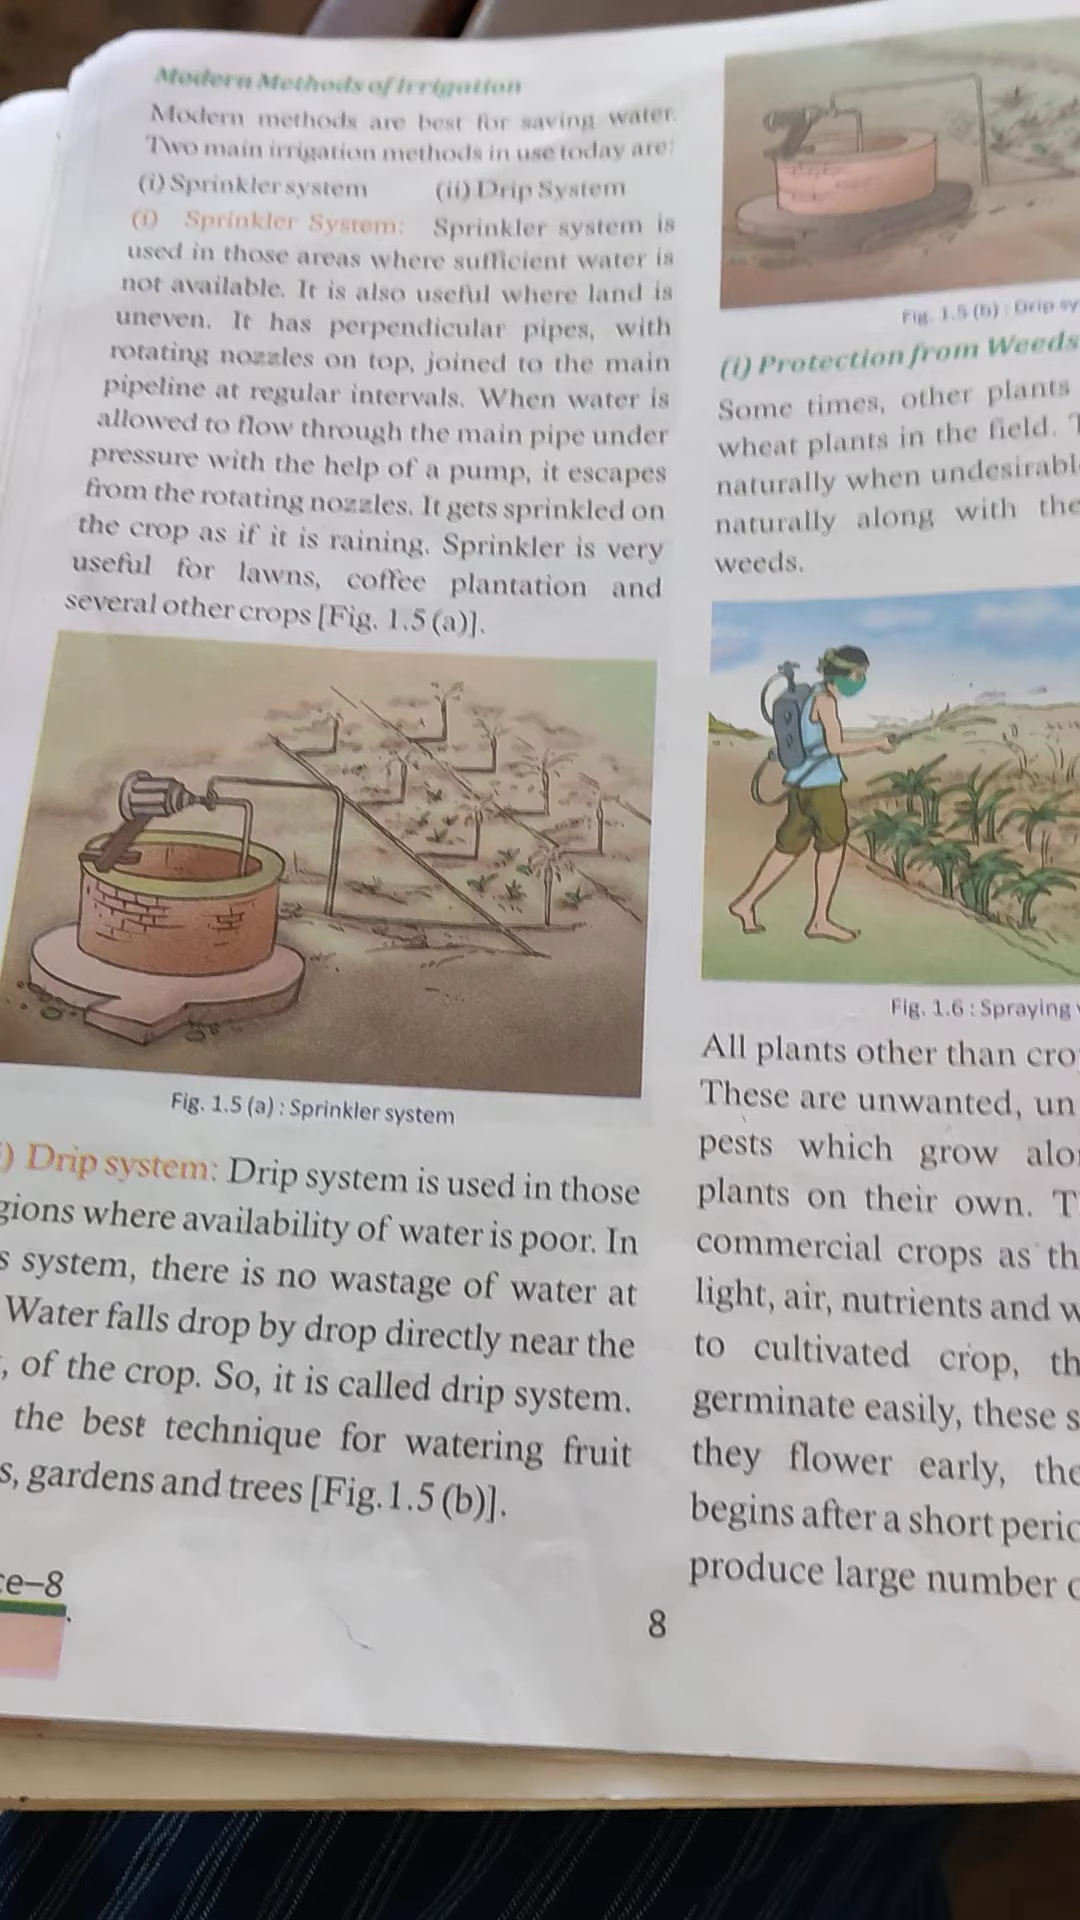 Modern Methods of Irrigation
Modern methods are best for saving water.
Two main irrigation methods in use today are:
(i) Sprinkler system (ii) Drip System
(i) Sprinkler System: Sprinkler system is
used in those areas where sufficient water is
not available. It is also useful where land is
uneven. It has perpendicular pipes, with
rotating nozzles on top, joined to the main
pipeline at regular intervals. When water is
allowed to flow through the main pipe under
pressure with the help of a pump, it escapes
from the rotating nozzles. It gets sprinkled on
the crop as if it is raining. Sprinkler is very
useful for lawns, coffee plantation and
several other crops [Fig. 1.5 (a)].
Fig. 1.5 (a) : Sprinkler system
) Drip system: Drip system is used in those
gions where availability of water is poor. In
s system, there is no wastage of water at
Water falls drop by drop directly near the
, of the crop. So, it is called drip system.
the best technique for watering fruit
s, gardens and trees [Fig.1.5 (b)].
ce–8
8
Fig. 1.5 (b) : Drip sy
(i) Protection from Weeds
Some times, other plants
wheat plants in the field. T
naturally when undesirabl
naturally along with the
weeds.
Fig. 1.6 : Spraying
All plants other than cro
These are unwanted, un
pests which grow alo
plants on their own. T
commercial crops as th
light, air, nutrients and w
to cultivated crop, th
germinate easily, these s
they flower early, the
begins after a short perio
produce large number